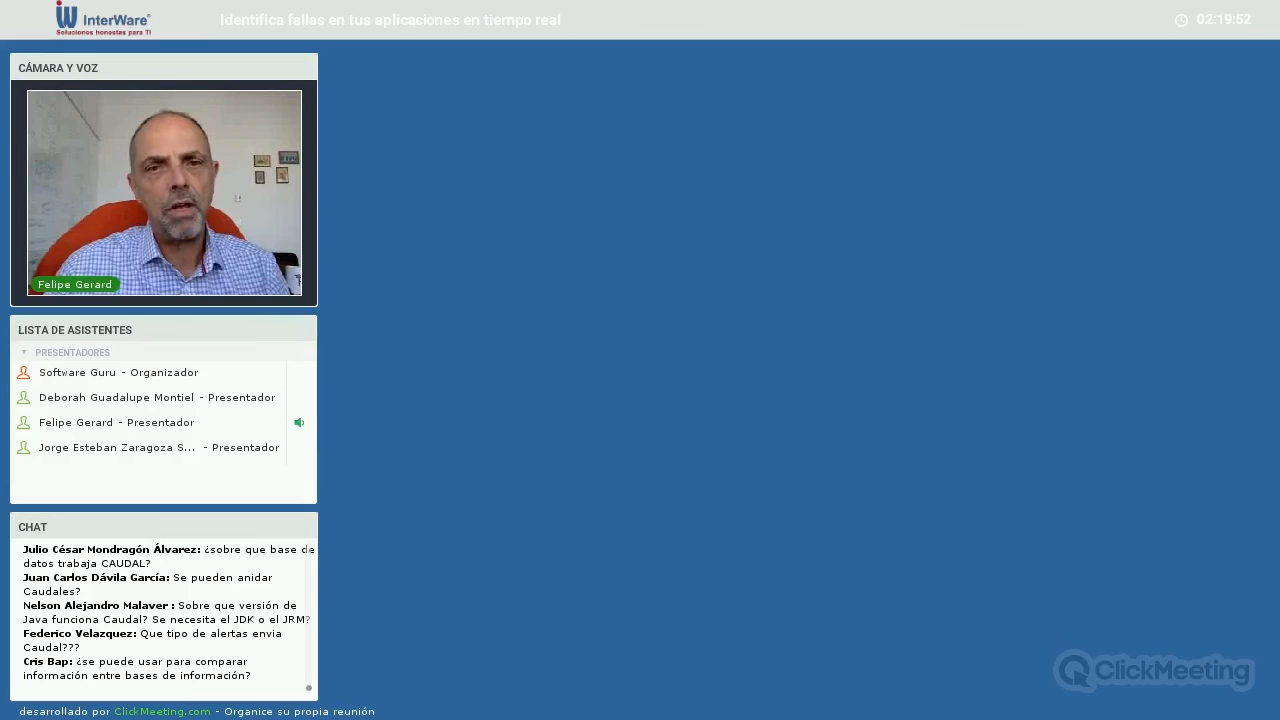 InterWare®
Soluciones honestas para TI
Identifica fallas en tus aplicaciones en tiempo real
02:19:52
CÁMARA Y VOZ
Felipe Gerard
LISTA DE ASISTENTES
PRESENTADORES
Software Guru - Organizador
Deborah Guadalupe Montiel - Presentador
Felipe Gerard - Presentador
Jorge Esteban Zaragoza S... - Presentador
CHAT
Julio César Mondragón Álvarez: ¿sobre que base de
datos trabaja CAUDAL?
Juan Carlos Dávila García: Se pueden anidar
Caudales?
Nelson Alejandro Malaver : Sobre que versión de
Java funciona Caudal? Se necesita el JDK o el JRM?
Federico Velazquez: Que tipo de alertas envia
Caudal???
Cris Bap: ¿se puede usar para comparar
información entre bases de información?
ClickMeeting
desarrollado por ClickMeeting.com - Organice su propia reunión